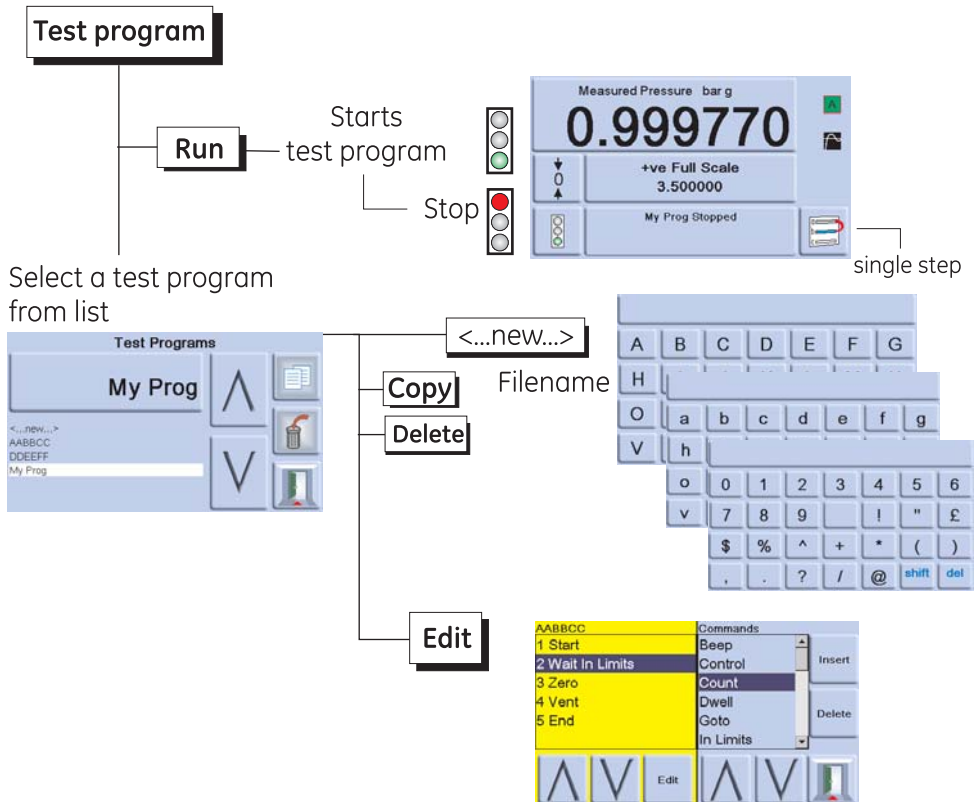 Test program
Run
Starts
test program
Stop
Measured Pressure bar g
0.999770
A
0
+ve Full Scale
3.500000
My Prog Stopped
single step
Select a test program
from list
Test Programs
My Prog
<...new...>
AABBCC
DDEEFF
My Prog
<...new...>
Copy
Delete
Filename
A B C D E F G
H
O
V
a b c d e f g
h
o
v
0 1 2 3 4 5 6
7 8 9 ! " £
$ % ^ + * ( )
, . ? / @ shift del
Edit
AABBCC
1 Start
2 Wait In Limits
3 Zero
4 Vent
5 End
Edit
Commands
Beep
Control
Count
Dwell
Goto
In Limits
Insert
Delete